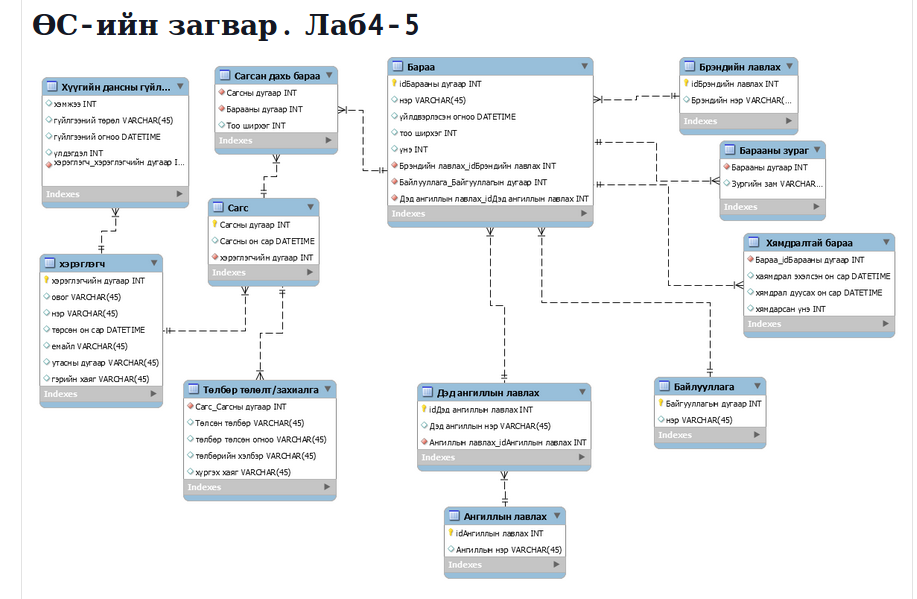 ӨС-ийн загвар. Лаб4-5
Хүүгийн дансны гүйл...
хэмжээ INT
гүйлгээний төрөл VARCHAR(45)
гүйлгээний огноо DATETIME
үлдэгдэл INT
хэрэглэгч_хэрэглэгчийн дугаар I...
Indexes
Сагсан дахь бараа
Сагсны дугаар INT
Барааны дугаар INT
Тоо ширхэг INT
Indexes
Бараа
idБарааны дугаар INT
нэр VARCHAR(45)
үйлдвэрлэсэн огноо DATETIME
тоо ширхэг INT
үнэ INT
Брэндийн лавлах_idБрэндийн лавлах INT
Байлууллага_Байгууллагын дугаар INT
Дэд ангиллын лавлах_idДэд ангиллын лавлах INT
Indexes
Брэндийн лавлах
idБрэндийн лавлах INT
Брэндийн нэр VARCHAR(...
Indexes
Барааны зураг
Барааны дугаар INT
Зургийн зам VARCHAR...
Indexes
Сагс
Сагсны дугаар INT
Сагсны он сар DATETIME
хэрэглэгчийн дугаар INT
Indexes
Хямдралтай бараа
Бараа_idБарааны дугаар INT
хаямдрал эхэлсэн он сар DATETIME
хямдрал дуусах он сар DATETIME
хямдарсан үнэ INT
Indexes
хэрэглэгч
хэрэглэгчийн дугаар INT
овог VARCHAR(45)
нэр VARCHAR(45)
төрсөн он сар DATETIME
емайл VARCHAR(45)
утасны дугаар VARCHAR(45)
гэрийн хаяг VARCHAR(45)
Indexes
Төлбөр төлөлт/захиалга
Сагс_Сагсны дугаар INT
Төлсөн төлбөр VARCHAR(45)
төлбөр төлсөн огноо VARCHAR(45)
төлбөрийн хэлбэр VARCHAR(45)
хүргэх хаяг VARCHAR(45)
Indexes
Дэд ангиллын лавлах
idДэд ангиллын лавлах INT
Дэд ангиллын нэр VARCHAR(45)
Ангиллын лавлах_idАнгиллын лавлах INT
Indexes
Байлууллага
Байгууллагын дугаар INT
нэр VARCHAR(45)
Indexes
Ангиллын лавлах
idАнгиллын лавлах INT
Ангиллын нэр VARCHAR(45)
Indexes